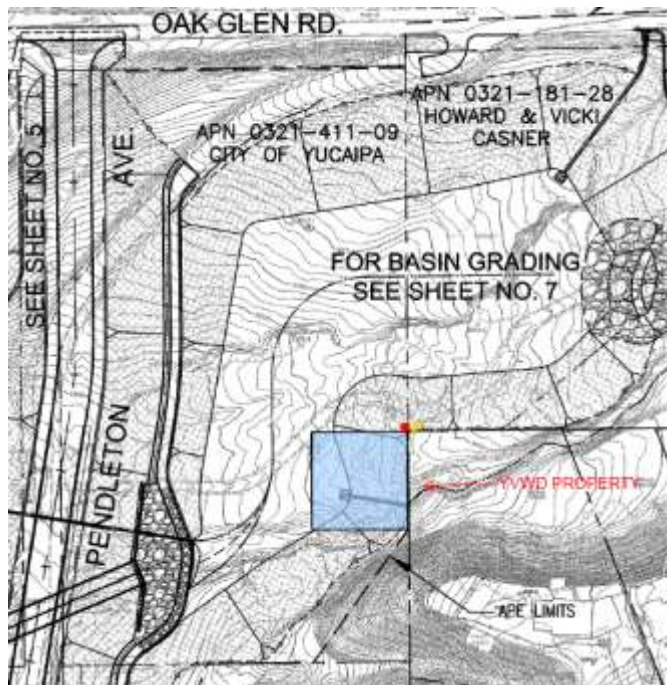 OAK GLEN RD.
APN 0321-181-28
HOWARD & VICKI
CASNER
APN 0321-411-09
CITY OF YUCAIPA
AVE.
SEE SHEET NO. 5
FOR BASIN GRADING
SEE SHEET NO. 7
PENDLETON
YVWD PROPERTY
APE LIMITS